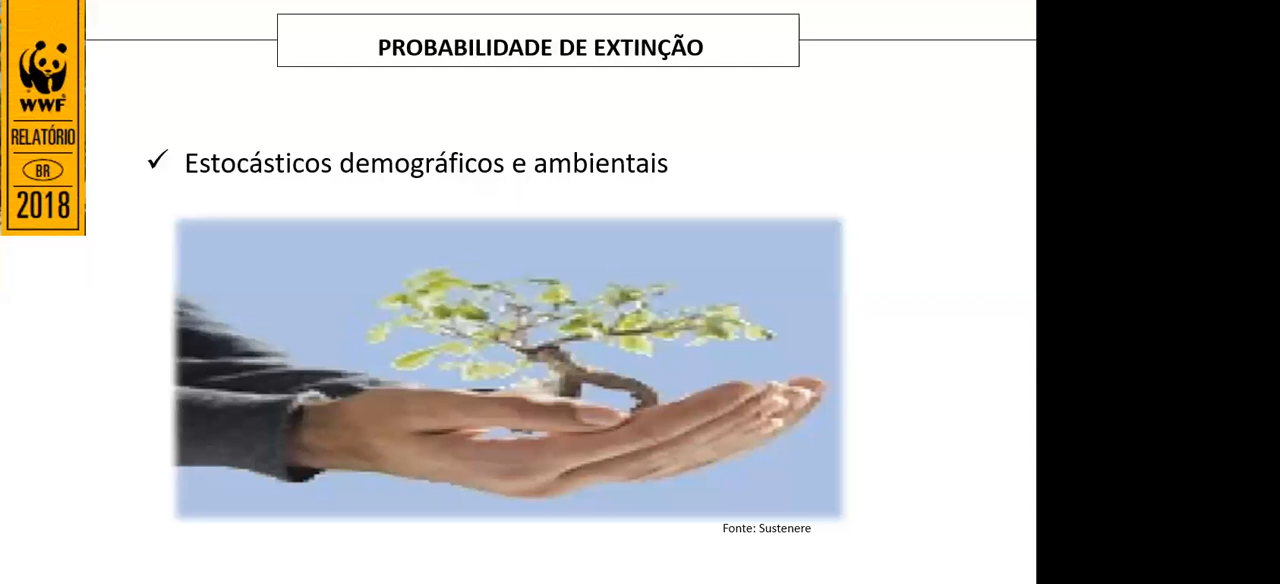 PROBABILIDADE DE EXTINÇÃO
WWF
RELATÓRIO
BR
2018
✓ Estocásticos demográficos e ambientais
Fonte: Sustenere